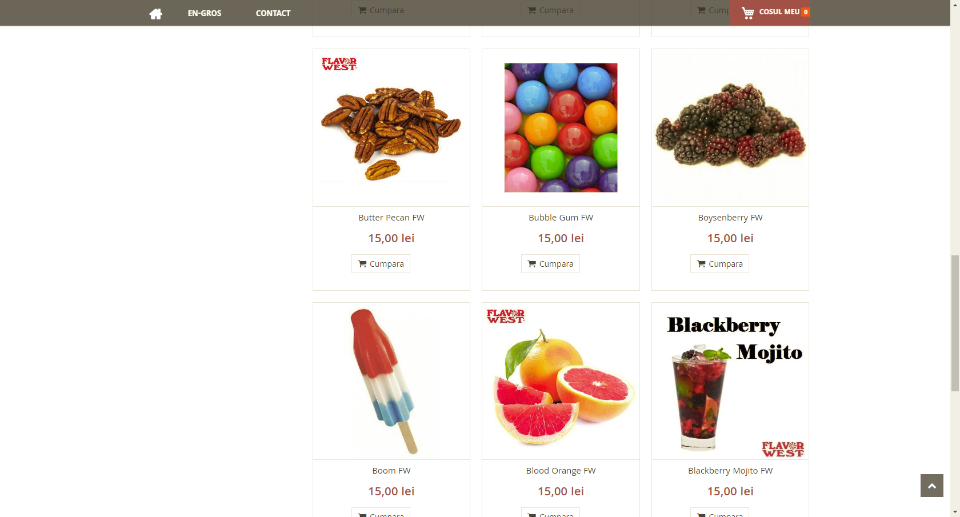 EN-GROS
CONTACT
COSUL MEU 0
Cumpara
Cumpara
Cumpara
FLAVOR
WEST
Butter Pecan FW
15,00 lei
Cumpara
Bubble Gum FW
15,00 lei
Cumpara
Boysenberry FW
15,00 lei
Cumpara
Boom FW
15,00 lei
Cumpara
FLAVOR
WEST
Blood Orange FW
15,00 lei
Cumpara
Blackberry
Mojito
FLAVOR
WEST
Blackberry Mojito FW
15,00 lei
Cumpara